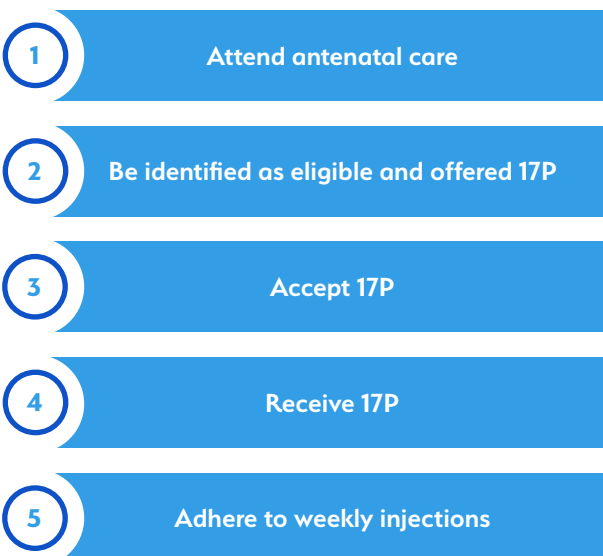 1
Attend antenatal care
2
Be identified as eligible and offered 17P
3
Accept 17P
4
Receive 17P
5
Adhere to weekly injections